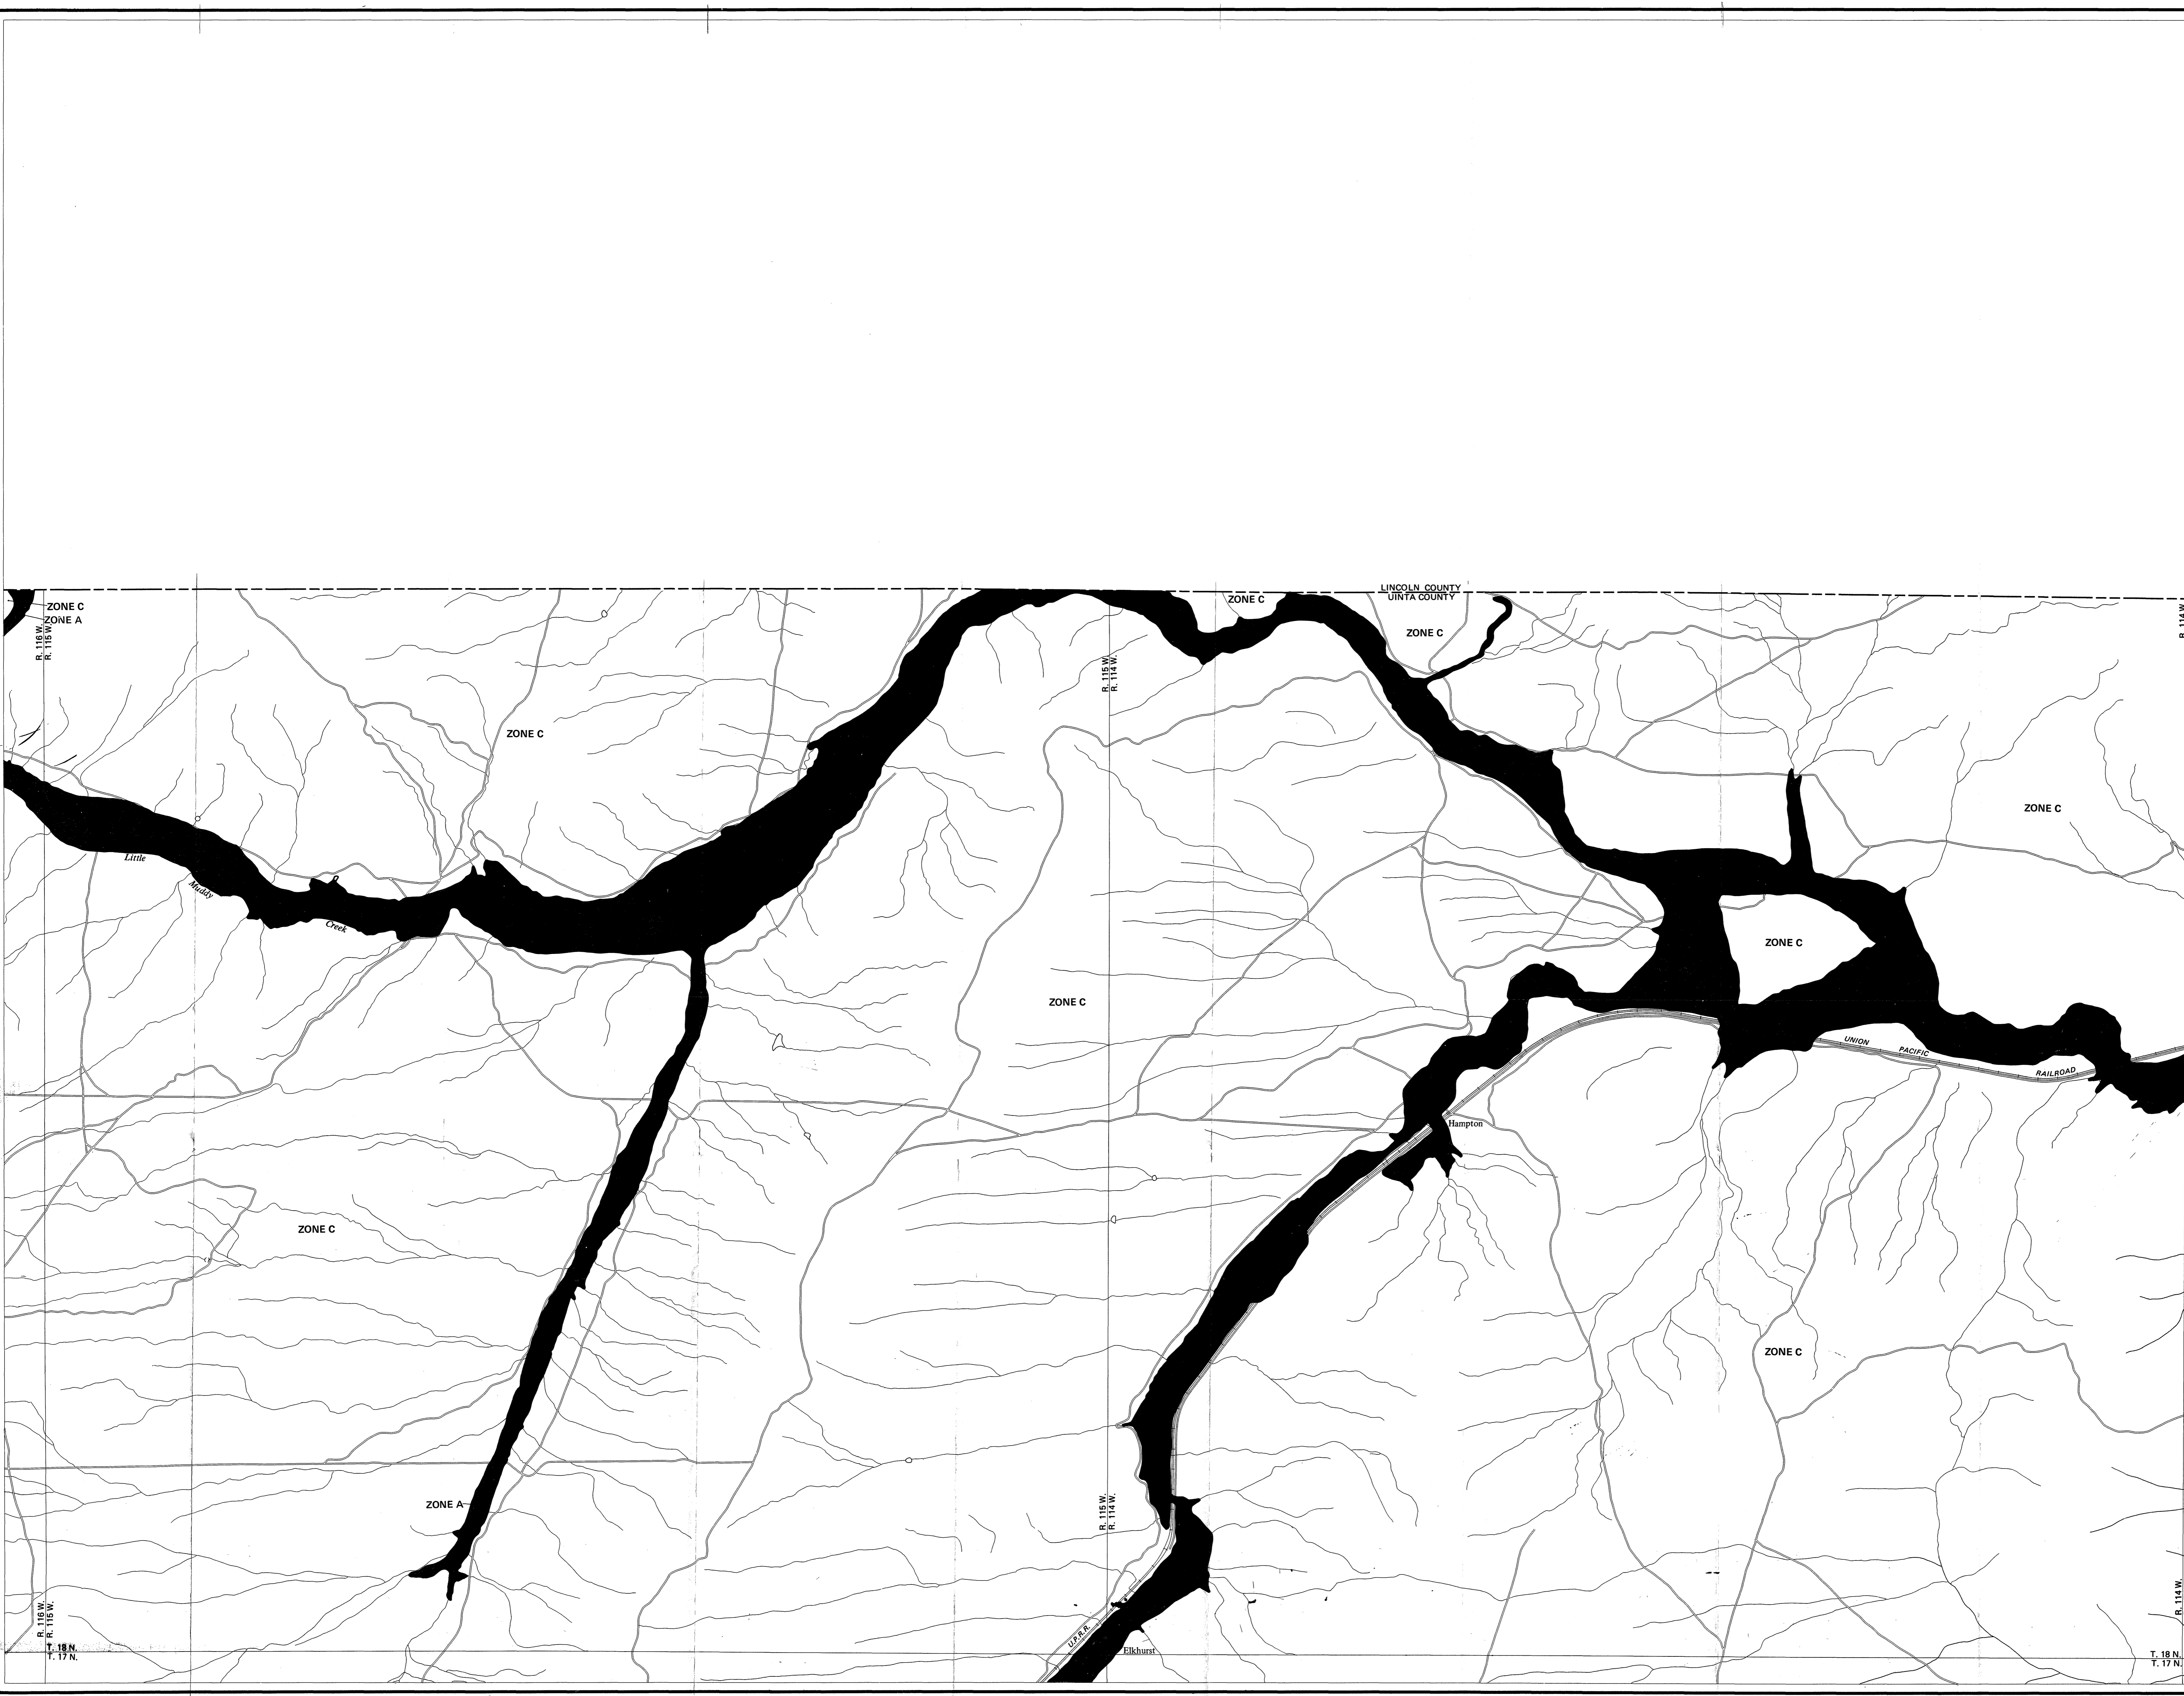 LINCOLN COUNTY
UINTA COUNTY
ZONE C
ZONE A
R. 116 W.
R. 115 W.
ZONE C
ZONE C
R. 115 W.
R. 114 W.
R. 114 W.
ZONE C
ZONE C
Little
Muddy
Creek
ZONE C
ZONE C
UNION PACIFIC RAILROAD
Hampton
ZONE C
ZONE C
ZONE A
R. 115 W.
R. 114 W.
R. 116 W.
R. 115 W.
R. 114 W.
U.P.R.R.
Elkhurst
T. 18 N.
T. 17 N.
T. 18 N.
T. 17 N.